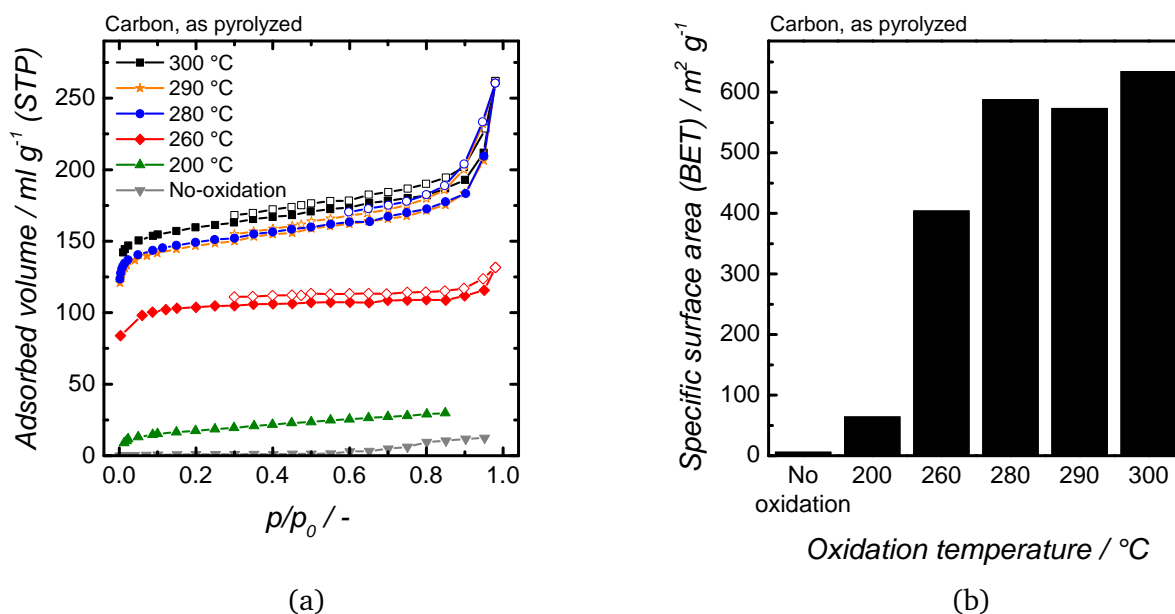 Carbon, as pyrolyzed
300 °C
290 °C
280 °C
260 °C
200 °C
No-oxidation
250
200
150
100
50
0
Adsorbed volume / ml g⁻¹ (STP)
0.0 0.2 0.4 0.6 0.8 1.0
p/p₀ / -
(a)
Carbon, as pyrolyzed
600
500
400
300
200
100
0
Specific surface area (BET) / m² g⁻¹
No oxidation 200 260 280 290 300
Oxidation temperature / °C
(b)